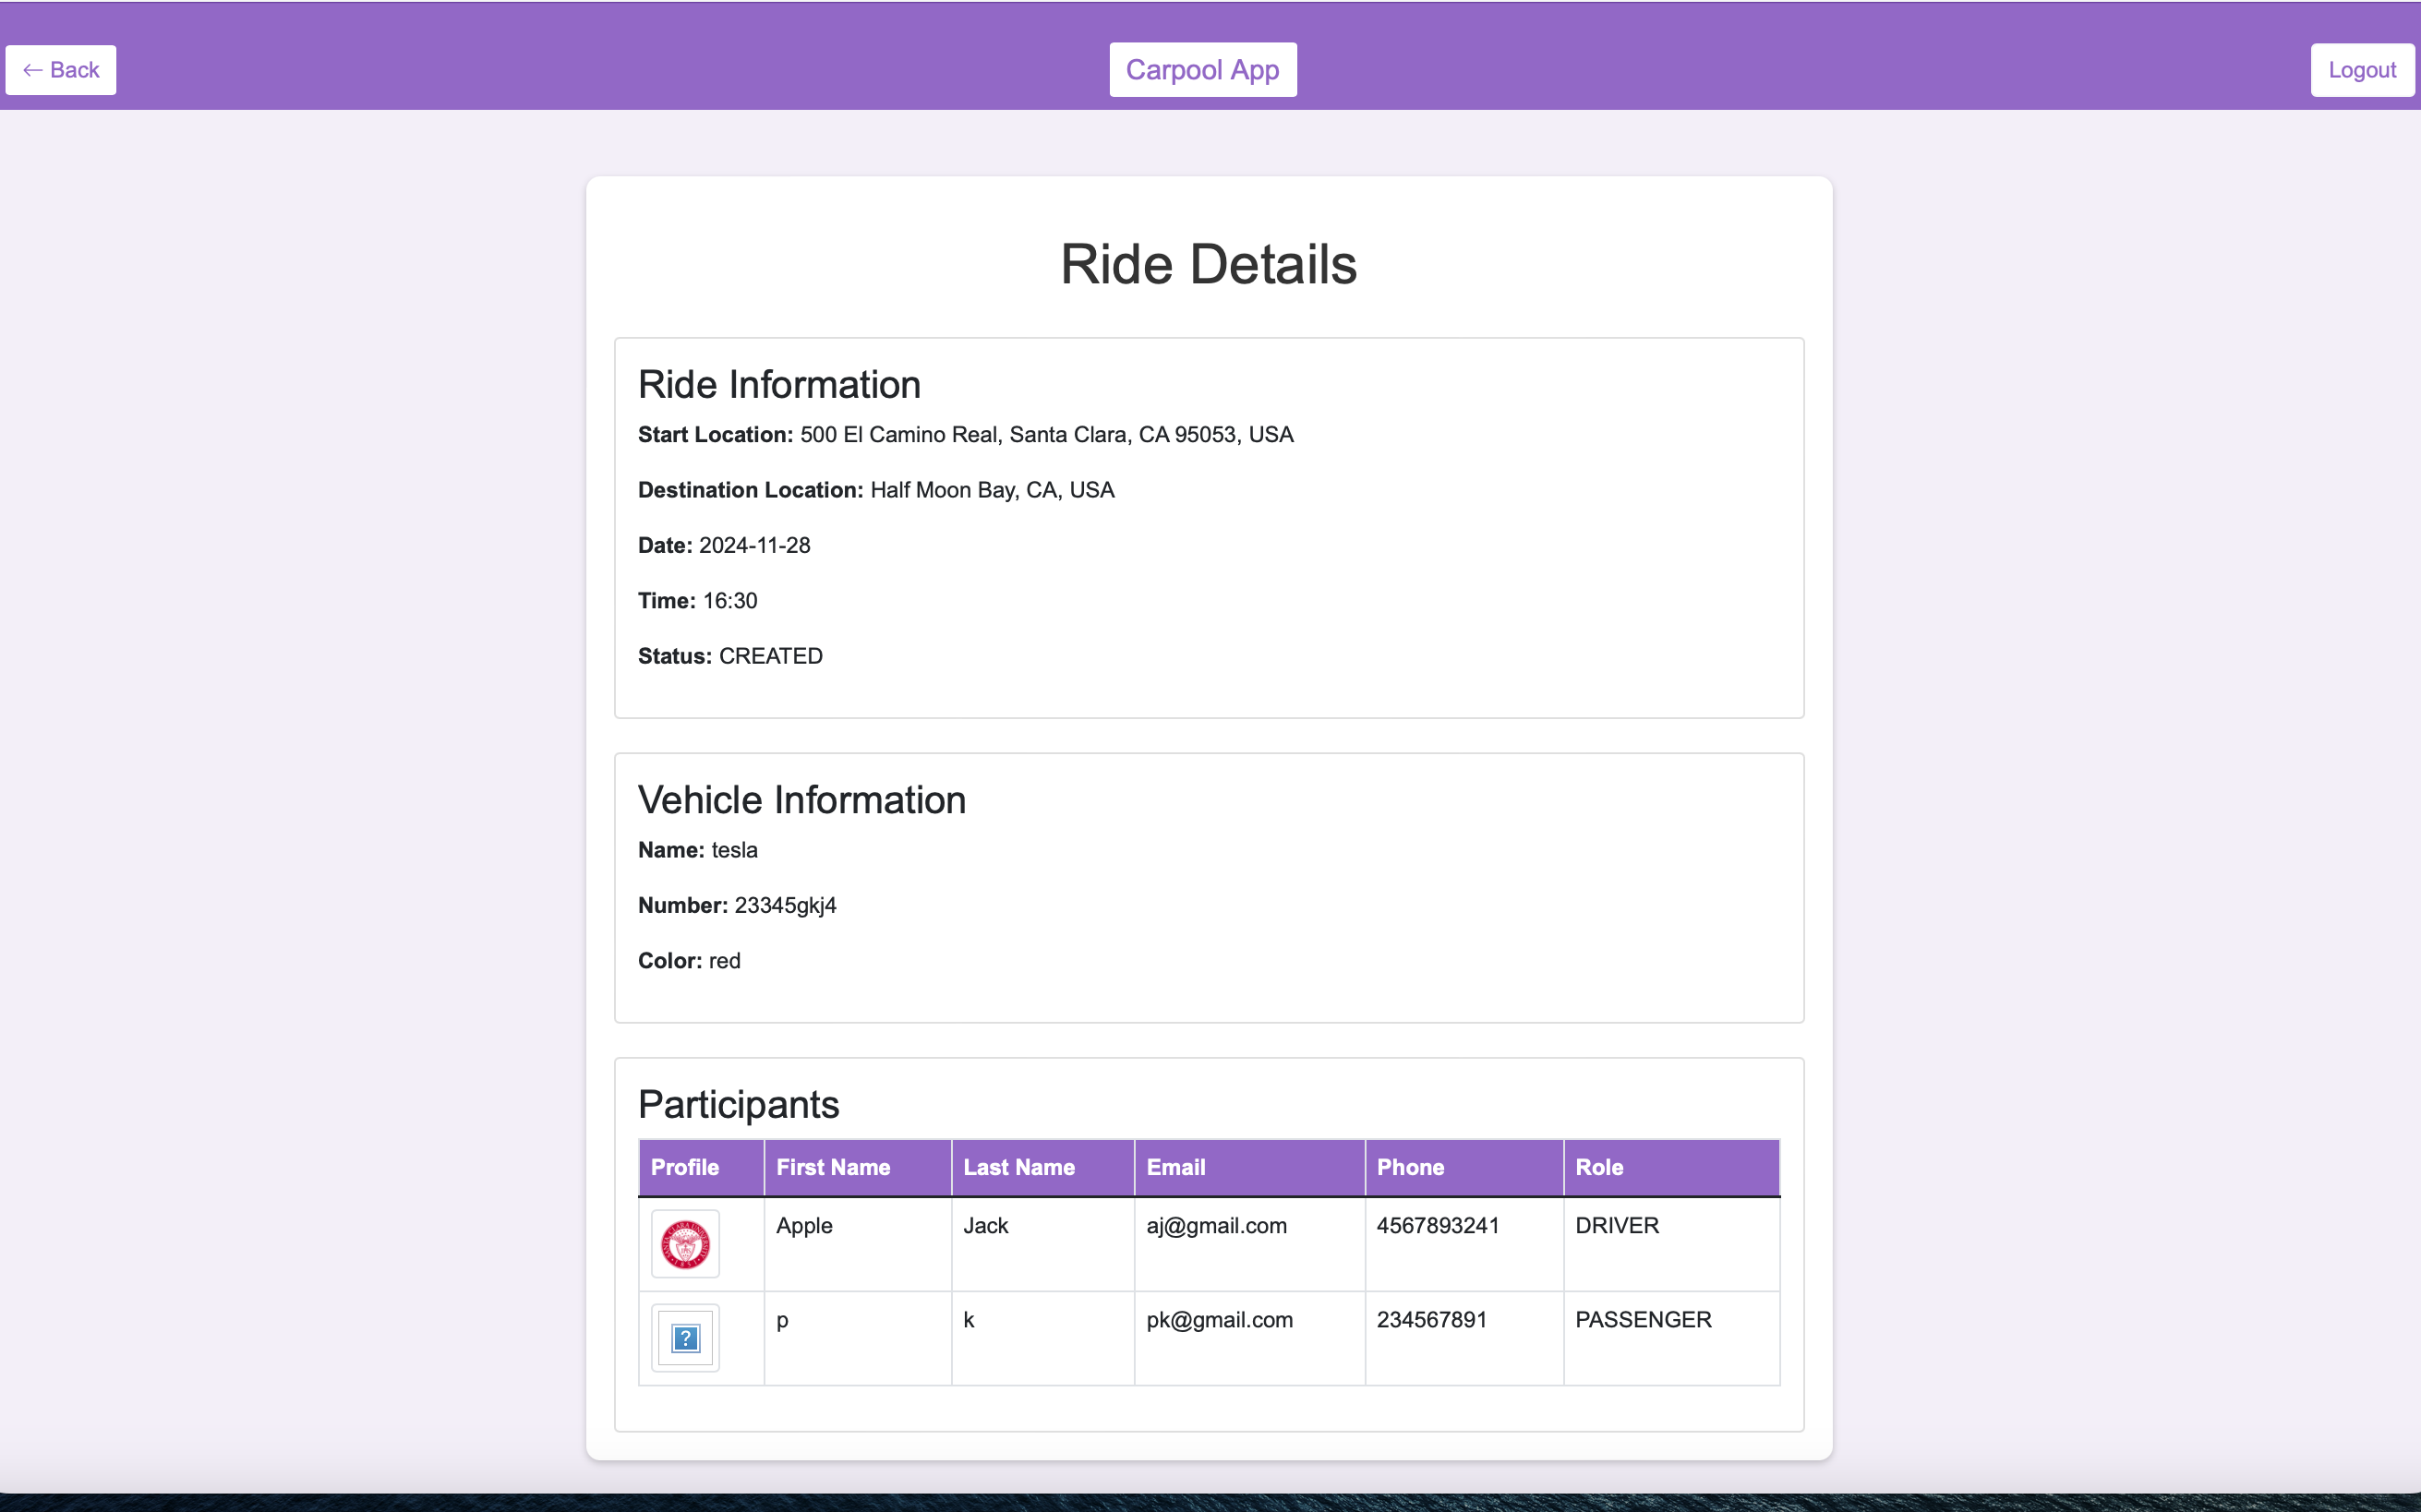 ← Back
Carpool App
Logout
Ride Details
Ride Information
Start Location: 500 El Camino Real, Santa Clara, CA 95053, USA
Destination Location: Half Moon Bay, CA, USA
Date: 2024-11-28
Time: 16:30
Status: CREATED
Vehicle Information
Name: tesla
Number: 23345gkj4
Color: red
Participants
Profile First Name Last Name Email Phone Role
Apple Jack aj@gmail.com 4567893241 DRIVER
? p k pk@gmail.com 234567891 PASSENGER